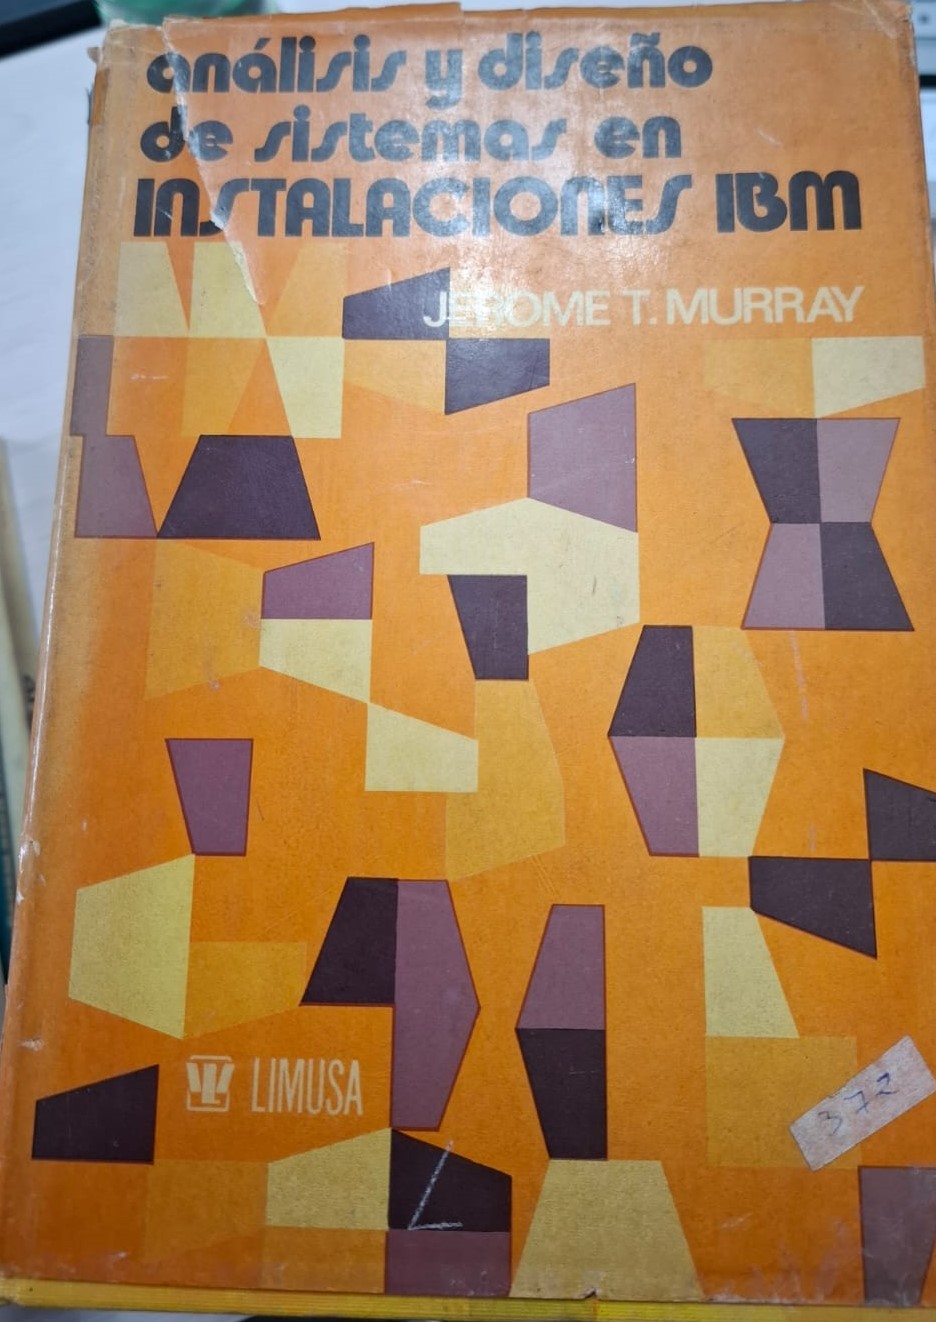 análisis y diseño
de sistemas en
INSTALACIONES IBM
JEROME T. MURRAY
LIMUSA
372